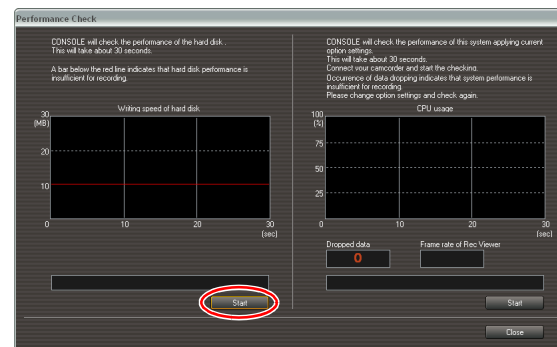 Performance Check
CONSOLE will check the performance of the hard disk .
This will take about 30 seconds.
A bar below the red line indicates that hard disk performance is
insufficient for recording.
Writing speed of hard disk
30
(MB)
20
10
0
10
20
30
(sec)
Start
CONSOLE will check the performance of this system applying current
option settings.
This will take about 30 seconds.
Connect your camcorder and start the checking.
Occurrence of data dropping indicates that system performance is
insufficient for recording.
Please change option settings and check again.
CPU usage
100
(%)
75
50
25
0
10
20
30
(sec)
Dropped data
Frame rate of Rec Viewer
0
Start
Close